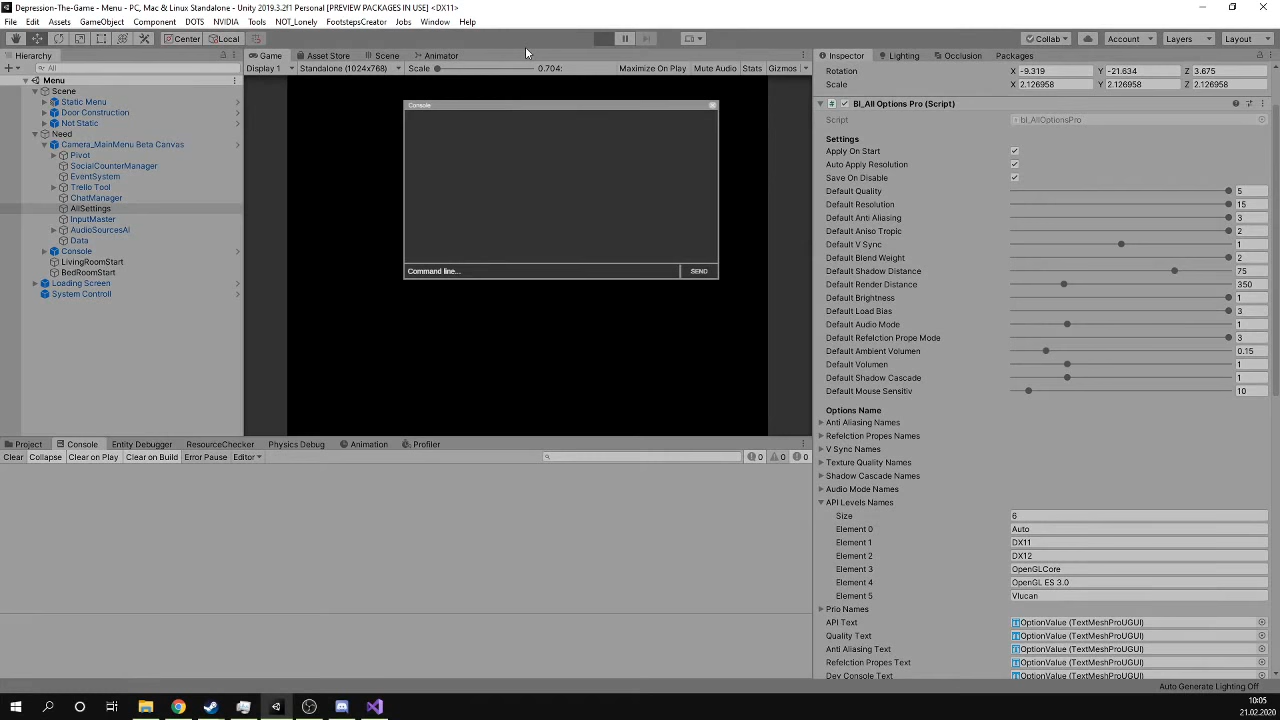 Depression-The-Game - Menu - PC, Mac & Linux Standalone - Unity 2019.3.2f1 Personal [PREVIEW PACKAGES IN USE] <DX11>
File Edit Assets GameObject Component DOTS NVIDIA Tools NOT_Lonely FootstepsCreator Jobs Window Help
Center Local Collab Account Layers Layout
Hierarchy
All
Menu
Scene
Static Menu
Door Construction
Not Static
Need
Camera_MainMenu Beta Canvas
Pivot
SocialCounterManager
EventSystem
Trello Tool
ChatManager
AllSettings
InputMaster
AudioSourcesAl
Data
Console
LivingRoomStart
BedRoomStart
Loading Screen
System Controll
Game Asset Store Scene Animator
Display 1 Standalone (1024x768) Scale 0.704: Maximize On Play Mute Audio Stats Gizmos
Console
Command line...
SEND
Project Console Entity Debugger ResourceChecker Physics Debug Animation Profiler
Clear Collapse Clear on Play Clear on Build Error Pause Editor 0 0 0
Inspector Lighting Occlusion Packages
Rotation X -9.319 Y -21.634 Z 3.675
Scale X 2.126958 Y 2.126958 Z 2.126958
Bl_All Options Pro (Script)
Script bl_AllOptionsPro
Settings
Apply On Start
Auto Apply Resolution
Save On Disable
Default Quality 5
Default Resolution 15
Default Anti Aliasing 3
Default Aniso Tropic 2
Default V Sync 1
Default Blend Weight 2
Default Shadow Distance 75
Default Render Distance 350
Default Brightness 1
Default Load Bias 3
Default Audio Mode 1
Default Refelction Prope Mode 3
Default Ambient Volumen 0.15
Default Volumen 1
Default Shadow Cascade 1
Default Mouse Sensitiv 10
Options Name
Anti Aliasing Names
Refelction Propes Names
V Sync Names
Texture Quality Names
Shadow Cascade Names
Audio Mode Names
API Levels Names
Size 6
Element 0 Auto
Element 1 DX11
Element 2 DX12
Element 3 OpenGLCore
Element 4 OpenGL ES 3.0
Element 5 Vlucan
Prio Names
API Text OptionValue (TextMeshProUGUI)
Quality Text OptionValue (TextMeshProUGUI)
Anti Aliasing Text OptionValue (TextMeshProUGUI)
Refelction Propes Text OptionValue (TextMeshProUGUI)
Dev Console Text OptionValue (TextMeshProUGUI)
Auto Generate Lighting Off
10:05
21.02.2020